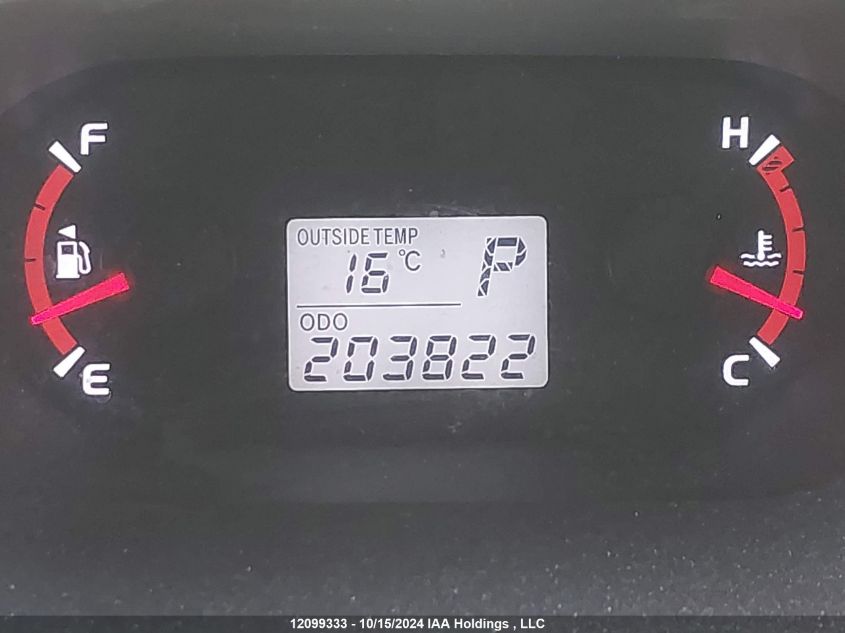 F
H
OUTSIDE TEMP
16 °C P
ODO
203822
E
C
12099333 - 10/15/2024 IAA Holdings , LLC